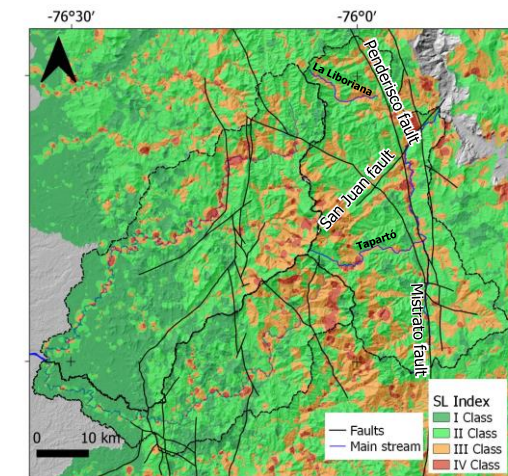 -76°30'
-76°0'
La Liboriana
Penderisco fault
San Juan fault
Tapartó
Mistrato fault
SL Index
I Class
II Class
III Class
IV Class
Faults
Main stream
0 10 km